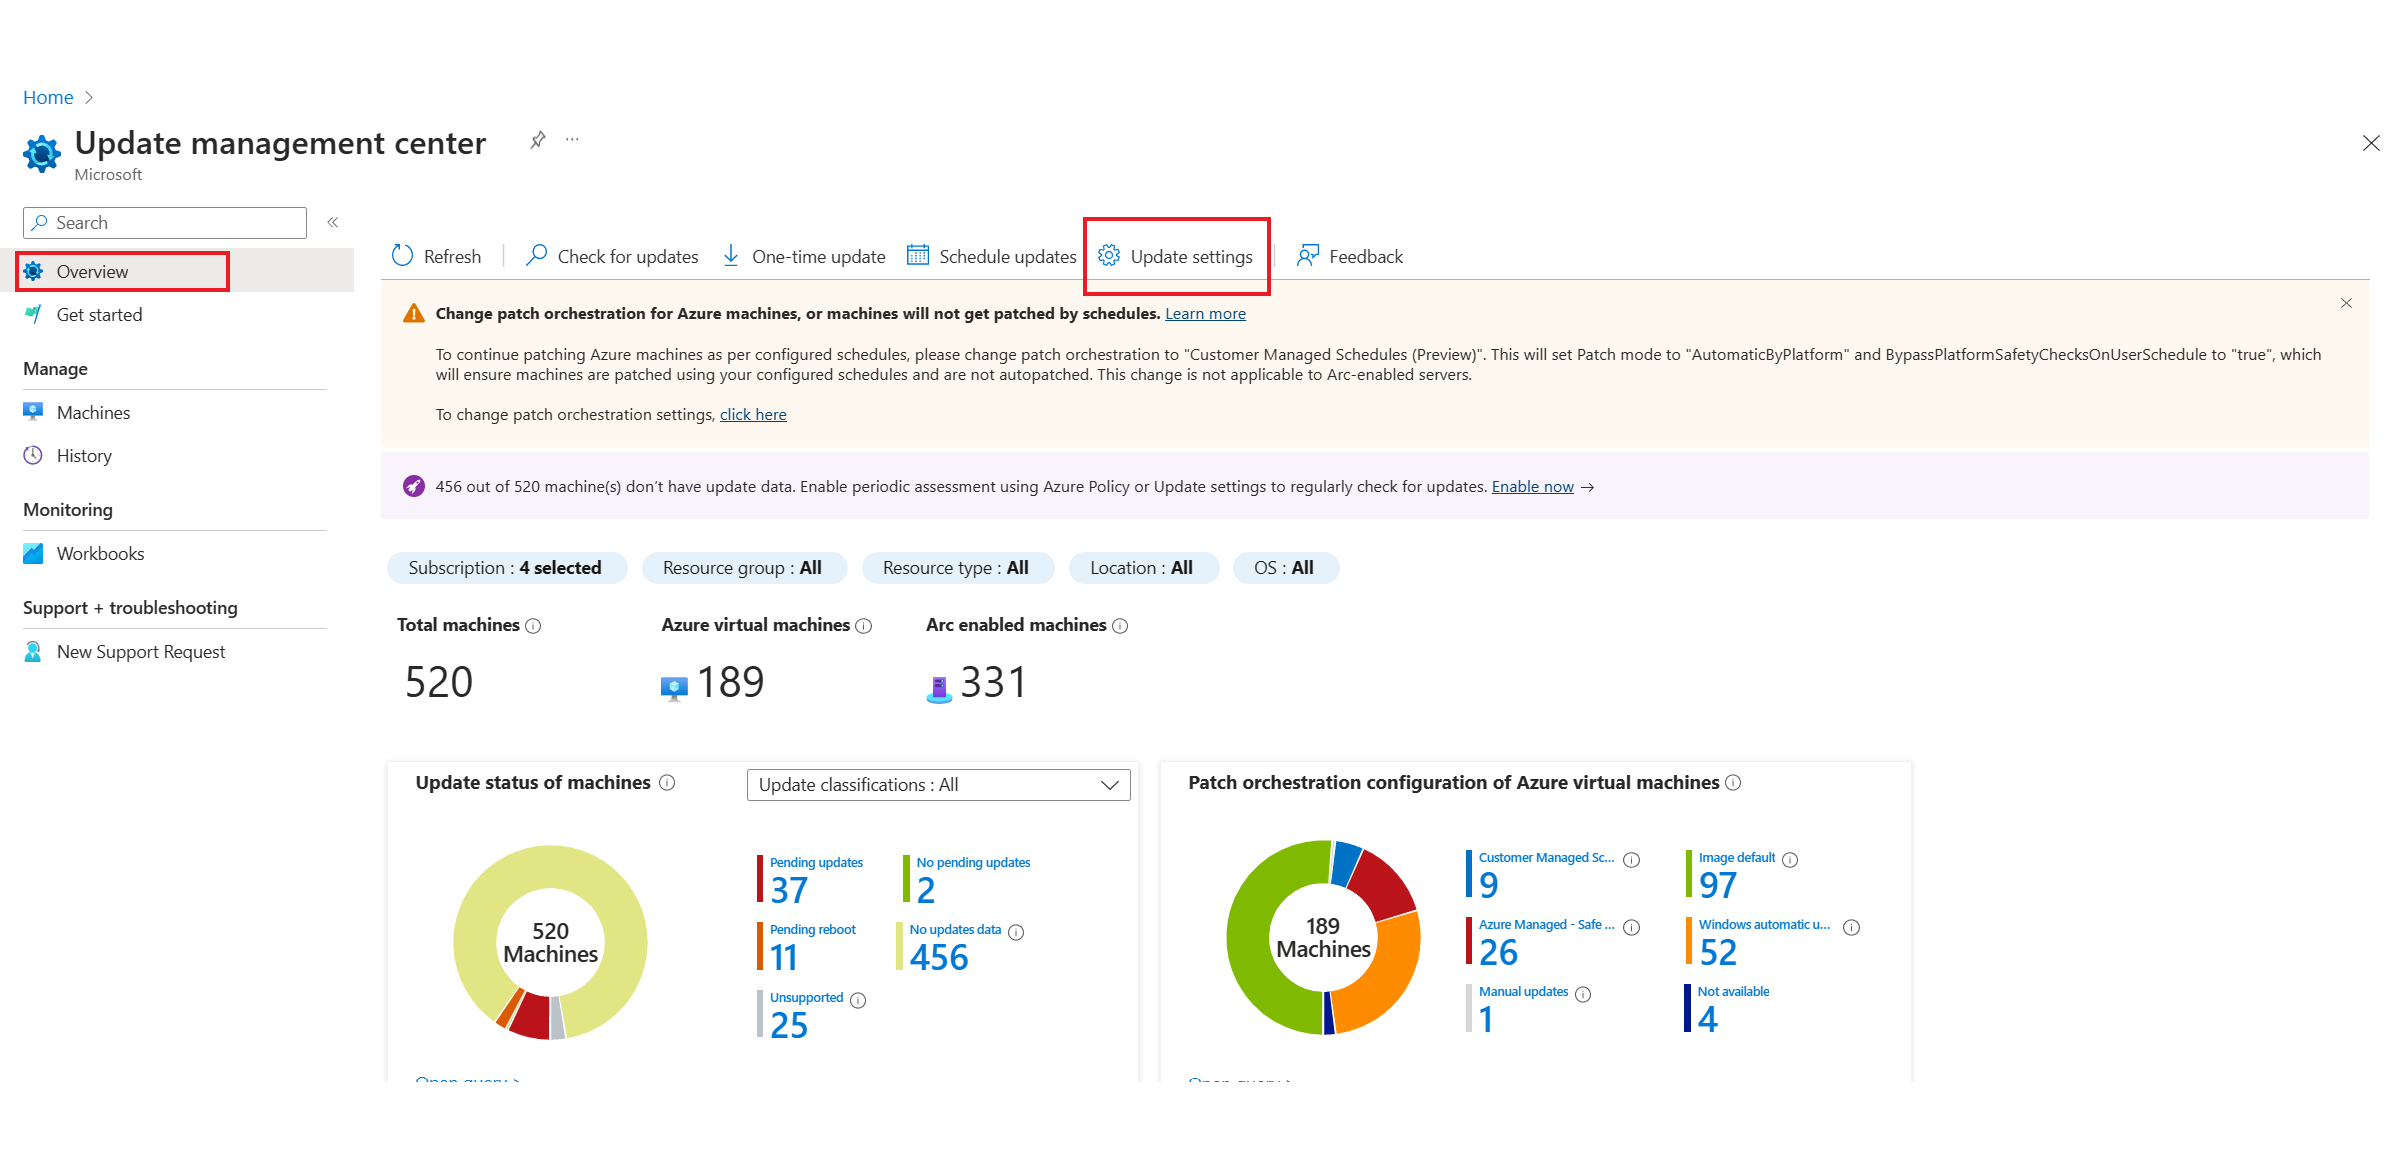 Home
Update management center
Microsoft
Search
Overview
Get started
Manage
Machines
History
Monitoring
Workbooks
Support + troubleshooting
New Support Request
Refresh
Check for updates
One-time update
Schedule updates
Update settings
Feedback
Change patch orchestration for Azure machines, or machines will not get patched by schedules. Learn more
To continue patching Azure machines as per configured schedules, please change patch orchestration to "Customer Managed Schedules (Preview)". This will set Patch mode to "AutomaticByPlatform" and BypassPlatformSafetyChecksOnUserSchedule to "true", which
will ensure machines are patched using your configured schedules and are not autopatched. This change is not applicable to Arc-enabled servers.
To change patch orchestration settings, click here
456 out of 520 machine(s) don't have update data. Enable periodic assessment using Azure Policy or Update settings to regularly check for updates. Enable now →
Subscription : 4 selected
Resource group : All
Resource type : All
Location : All
OS : All
Total machines
520
Azure virtual machines
189
Arc enabled machines
331
Update status of machines
Update classifications : All
520
Machines
Pending updates
37
No pending updates
2
Pending reboot
11
No updates data
456
Unsupported
25
Open query >
Patch orchestration configuration of Azure virtual machines
189
Machines
Customer Managed Sc...
9
Image default
97
Azure Managed - Safe ...
26
Windows automatic u...
52
Manual updates
1
Not available
4
Open query >